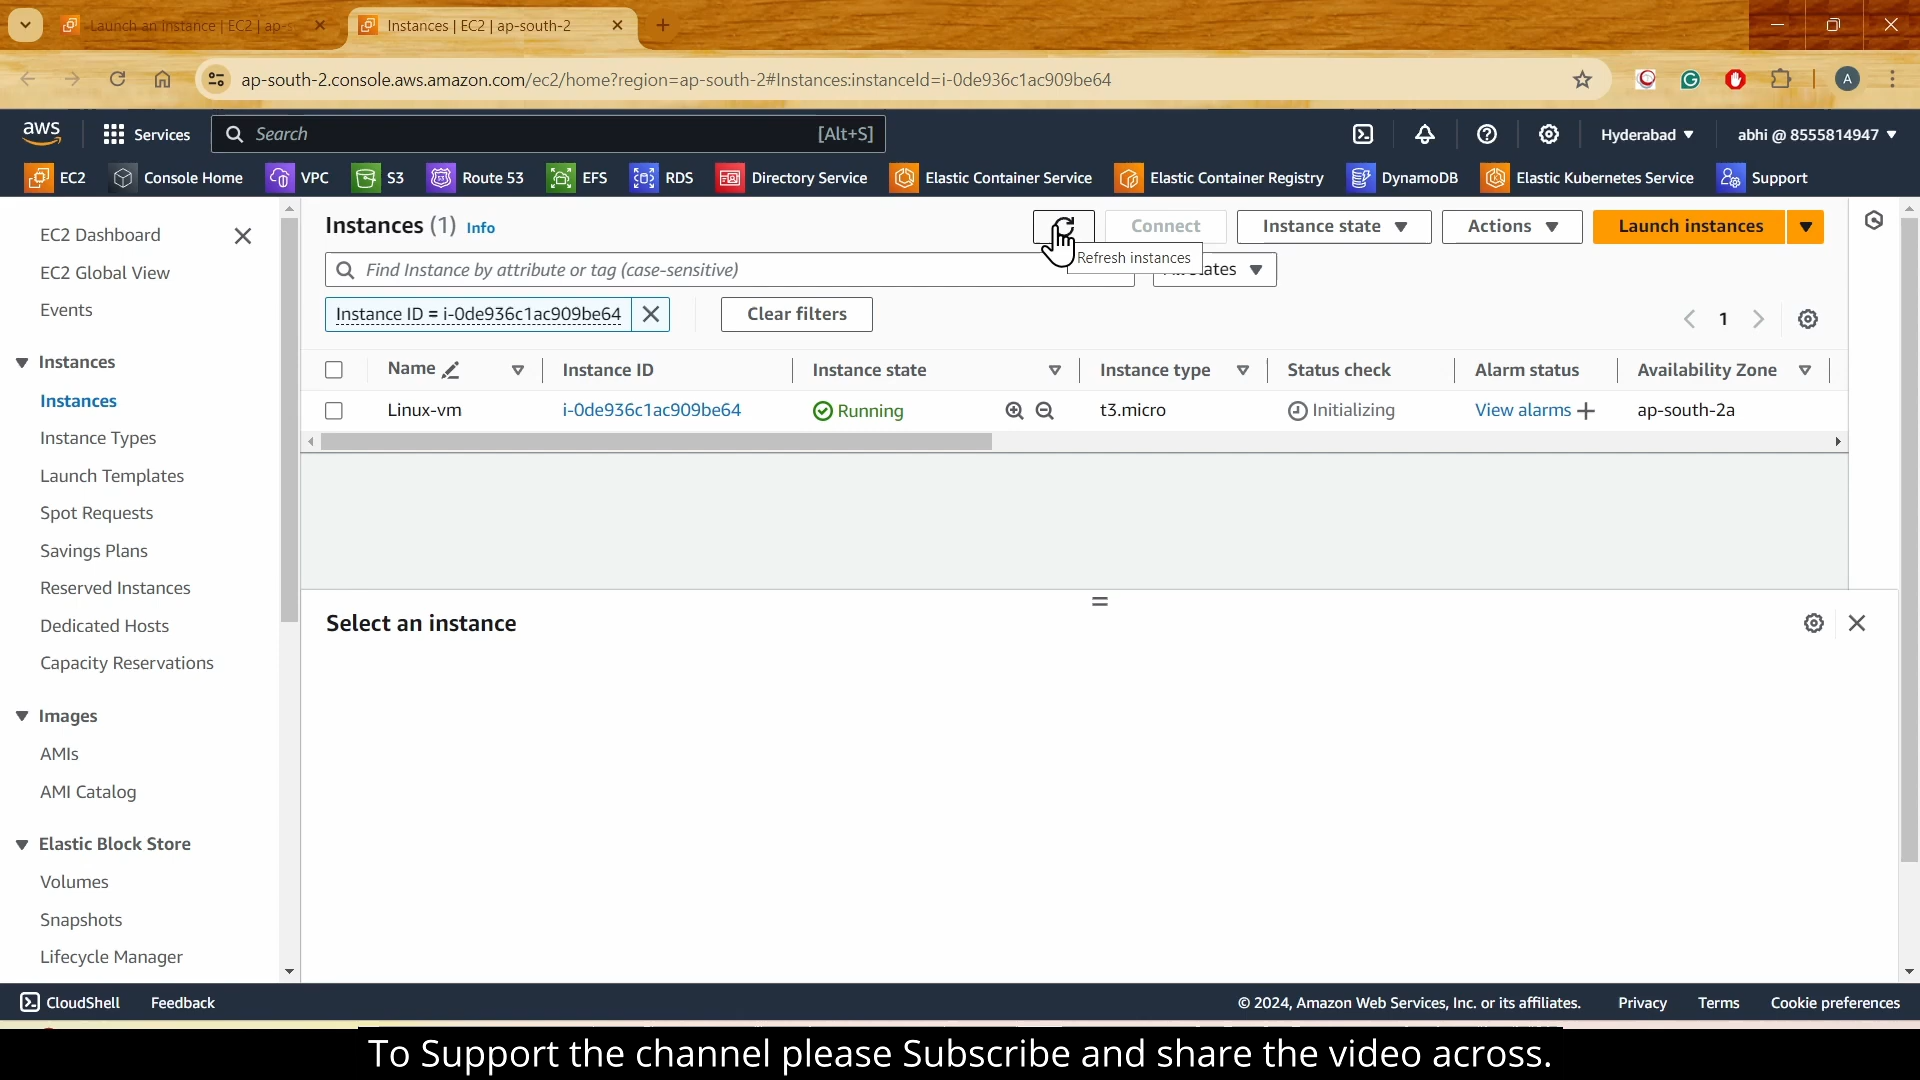 Launch an instance | EC2 | ap-s
Instances | EC2 | ap-south-2
ap-south-2.console.aws.amazon.com/ec2/home?region=ap-south-2#Instances:instanceId=i-0de936c1ac909be64
A
aws
Services
Search
[Alt+S]
Hyderabad
abhi @ 8555814947
EC2
Console Home
VPC
S3
Route 53
EFS
RDS
Directory Service
Elastic Container Service
Elastic Container Registry
DynamoDB
Elastic Kubernetes Service
Support
EC2 Dashboard
EC2 Global View
Events
Instances
Instances
Instance Types
Launch Templates
Spot Requests
Savings Plans
Reserved Instances
Dedicated Hosts
Capacity Reservations
Images
AMIs
AMI Catalog
Elastic Block Store
Volumes
Snapshots
Lifecycle Manager
Instances (1) Info
Connect
Instance state
Actions
Launch instances
Refresh instances
Find Instance by attribute or tag (case-sensitive)
Instance ID = i-0de936c1ac909be64
Clear filters
1
Name Instance ID Instance state Instance type Status check Alarm status Availability Zone
Linux-vm i-0de936c1ac909be64 Running t3.micro Initializing View alarms ap-south-2a
Select an instance
CloudShell Feedback
© 2024, Amazon Web Services, Inc. or its affiliates. Privacy Terms Cookie preferences
To Support the channel please Subscribe and share the video across.